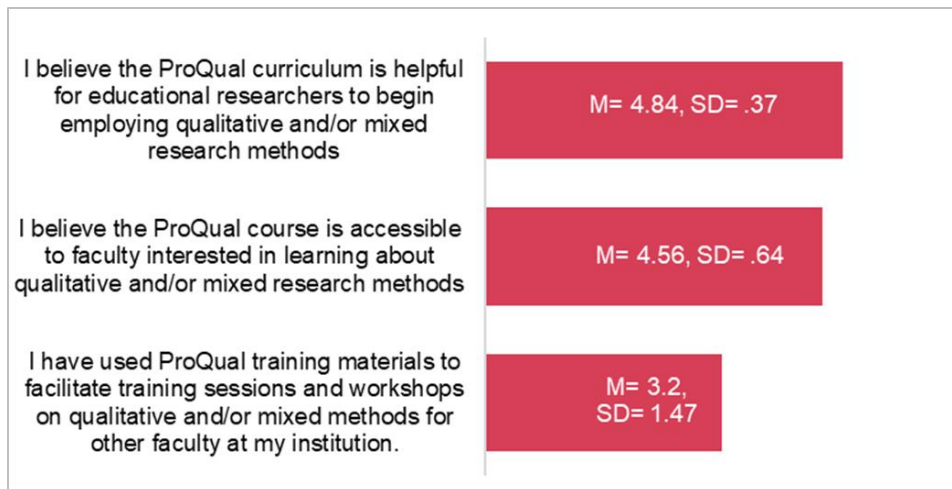 I believe the ProQual curriculum is helpful
for educational researchers to begin
employing qualitative and/or mixed
research methods
M= 4.84, SD= .37
I believe the ProQual course is accessible
to faculty interested in learning about
qualitative and/or mixed research methods
M= 4.56, SD= .64
I have used ProQual training materials to
facilitate training sessions and workshops
on qualitative and/or mixed methods for
other faculty at my institution.
M= 3.2,
SD= 1.47